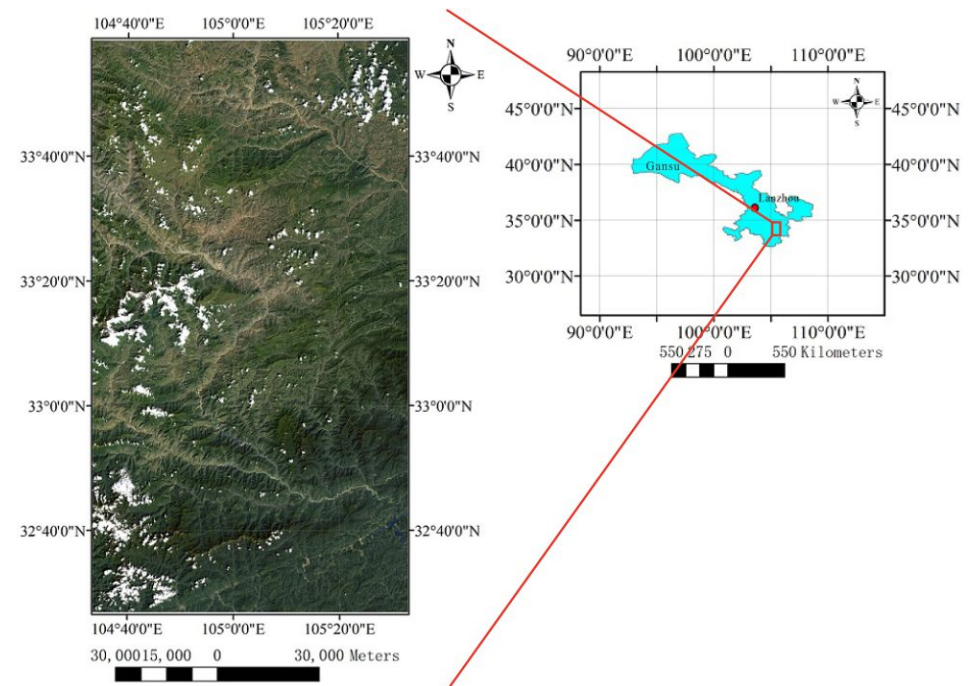 104°40'0"E 105°0'0"E 105°20'0"E
N
W E
S
33°40'0"N 33°40'0"N
33°20'0"N 33°20'0"N
33°0'0"N 33°0'0"N
32°40'0"N 32°40'0"N
104°40'0"E 105°0'0"E 105°20'0"E
30,00015,000 0 30,000 Meters
90°0'0"E 100°0'0"E 110°0'0"E
N
W E
S
45°0'0"N 45°0'0"N
40°0'0"N 40°0'0"N
Gansu
Lanzhou
35°0'0"N 35°0'0"N
30°0'0"N 30°0'0"N
90°0'0"E 100°0'0"E 110°0'0"E
550 275 0 550 Kilometers